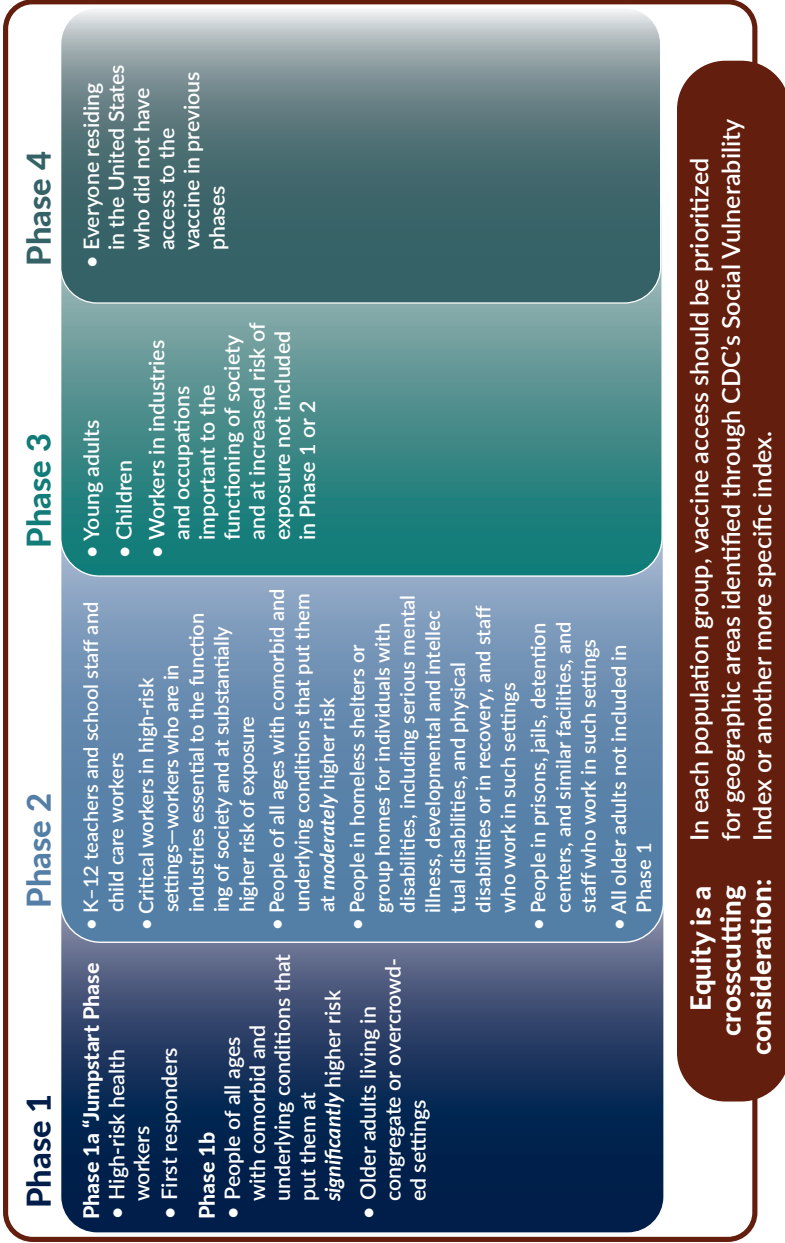 Phase 1
Phase 1a “Jumpstart Phase
• High-risk health
workers
• First responders
Phase 1b
• People of all ages
with comorbid and
underlying conditions that
put them at
significantly higher risk
• Older adults living in
congregate or overcrowd-
ed settings
Phase 2
• K–12 teachers and school staff and
child care workers
• Critical workers in high-risk
settings—workers who are in
industries essential to the function
ing of society and at substantially
higher risk of exposure
• People of all ages with comorbid and
underlying conditions that put them
at moderately higher risk
• People in homeless shelters or
group homes for individuals with
disabilities, including serious mental
illness, developmental and intellec
tual disabilities, and physical
disabilities or in recovery, and staff
who work in such settings
• People in prisons, jails, detention
centers, and similar facilities, and
staff who work in such settings
• All older adults not included in
Phase 1
Phase 3
• Young adults
• Children
• Workers in industries
and occupations
important to the
functioning of society
and at increased risk of
exposure not included
in Phase 1 or 2
Phase 4
• Everyone residing
in the United States
who did not have
access to the
vaccine in previous
phases
Equity is a
crosscutting
consideration:
In each population group, vaccine access should be prioritized
for geographic areas identified through CDC’s Social Vulnerability
Index or another more specific index.